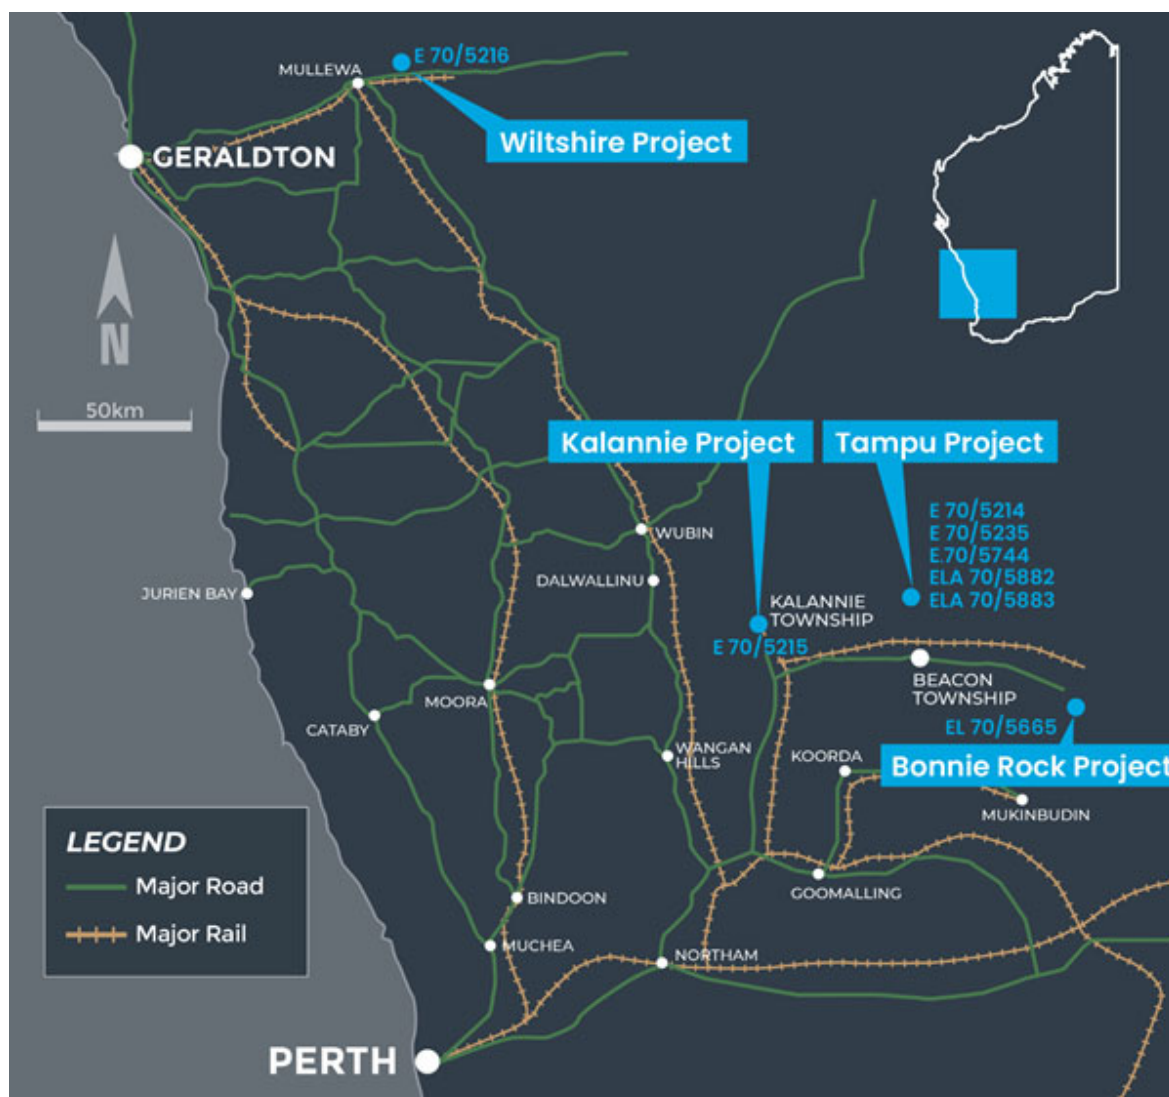 E 70/5216
MULLEWA
Wiltshire Project
GERALDTON
N
50km
Kalannie Project
Tampu Project
E 70/5214
E 70/5235
E.70/5744
ELA 70/5882
ELA 70/5883
WUBIN
DALWALLINU
JURIEN BAY
KALANNIE
TOWNSHIP
E 70/5215
BEACON
TOWNSHIP
MOORA
EL 70/5665
CATABY
WANGAN
HILLS
KOORDA
Bonnie Rock Project
MUKINBUDIN
LEGEND
Major Road
Major Rail
GOOMALLING
BINDOON
MUCHEA
NORTHAM
PERTH